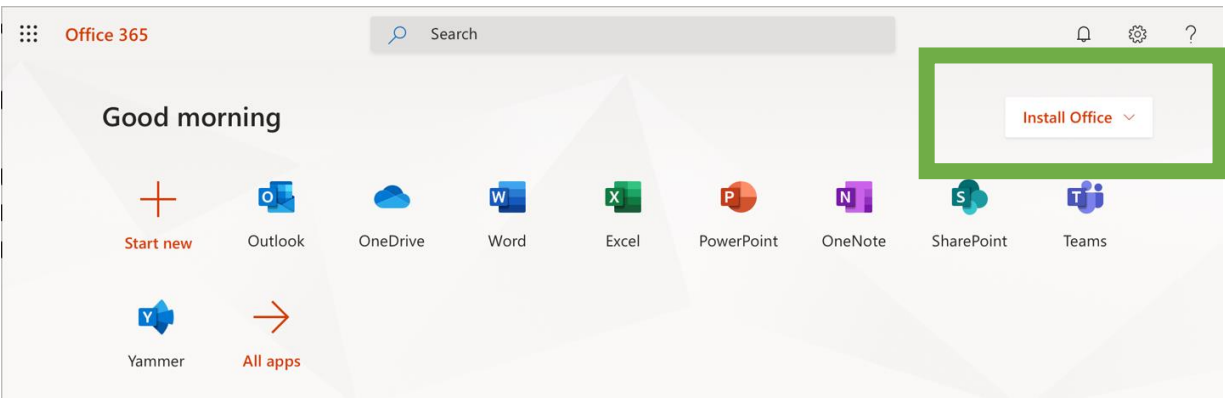 Office 365
Search
?
Good morning
Install Office
O
W
X
P
N
S
T
Start new
Outlook
OneDrive
Word
Excel
PowerPoint
OneNote
SharePoint
Teams
Y
Yammer
All apps